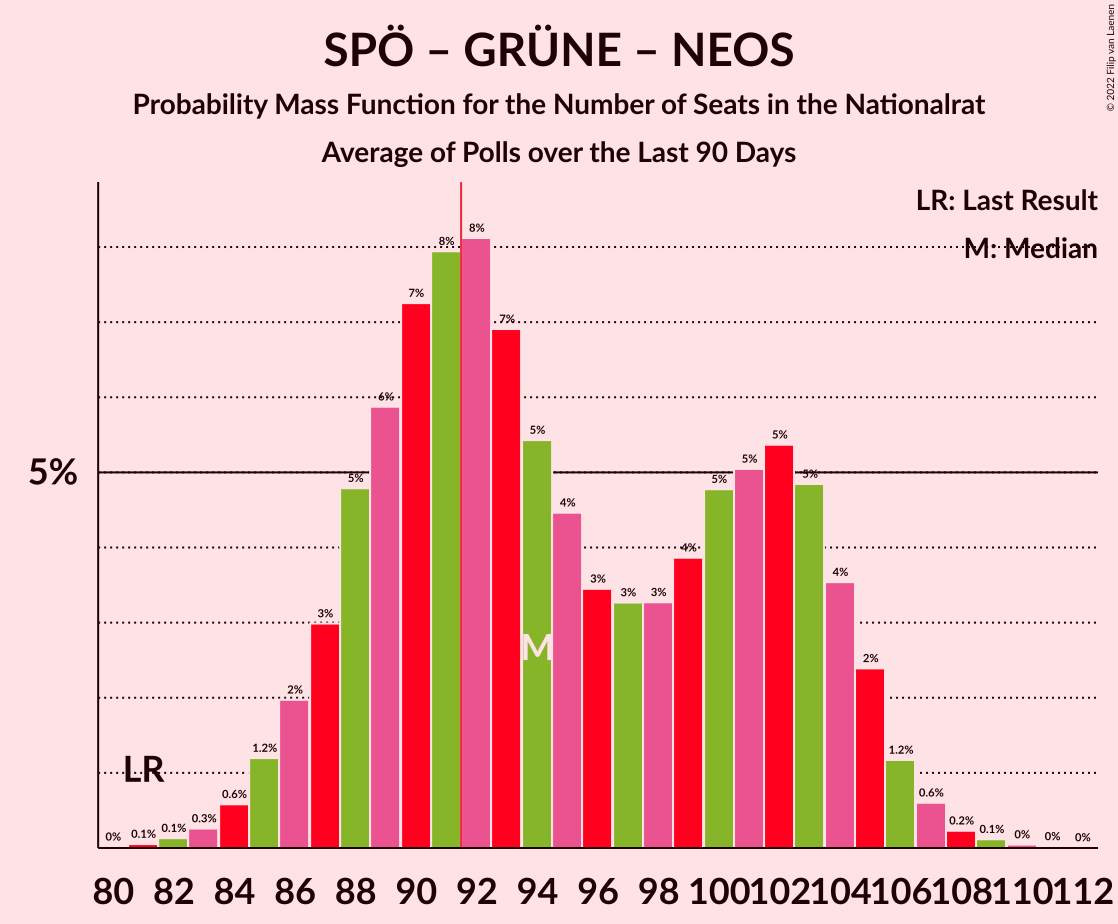 SPÖ – GRÜNE – NEOS
Probability Mass Function for the Number of Seats in the Nationalrat
Average of Polls over the Last 90 Days
© 2022 Filip van Laenen
LR: Last Result
M: Median
5%
LR
M
0% 0.1% 0.1% 0.3% 0.6% 1.2% 2% 3% 5% 6% 7% 8% 8% 7% 5% 4% 3% 3% 3% 4% 5% 5% 5% 5% 4% 2% 1.2% 0.6% 0.2% 0.1% 0% 0% 0%
80 82 84 86 88 90 92 94 96 98 100 102 104 106 108 110 112